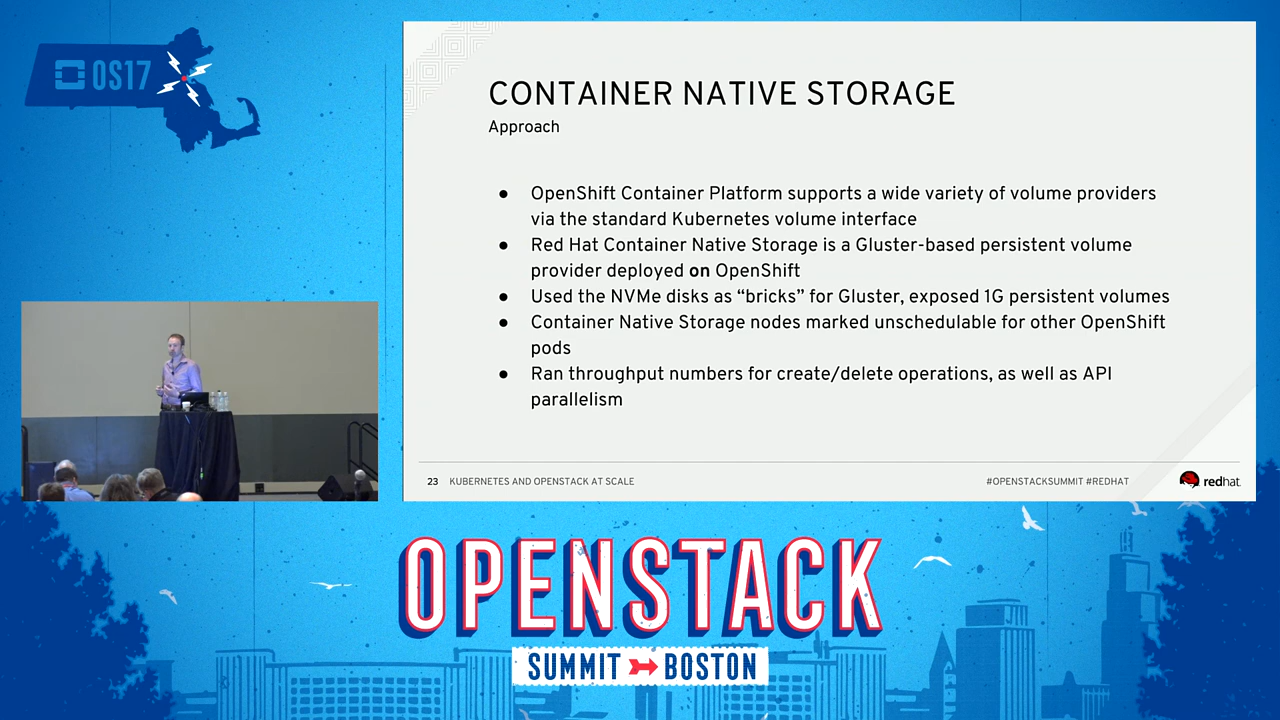 OS17
CONTAINER NATIVE STORAGE
Approach
● OpenShift Container Platform supports a wide variety of volume providers
via the standard Kubernetes volume interface
● Red Hat Container Native Storage is a Gluster-based persistent volume
provider deployed on OpenShift
● Used the NVMe disks as “bricks” for Gluster, exposed 1G persistent volumes
● Container Native Storage nodes marked unschedulable for other OpenShift
pods
● Ran throughput numbers for create/delete operations, as well as API
parallelism
23 KUBERNETES AND OPENSTACK AT SCALE
#OPENSTACKSUMMIT #REDHAT
redhat.
OPENSTACK
SUMMIT BOSTON